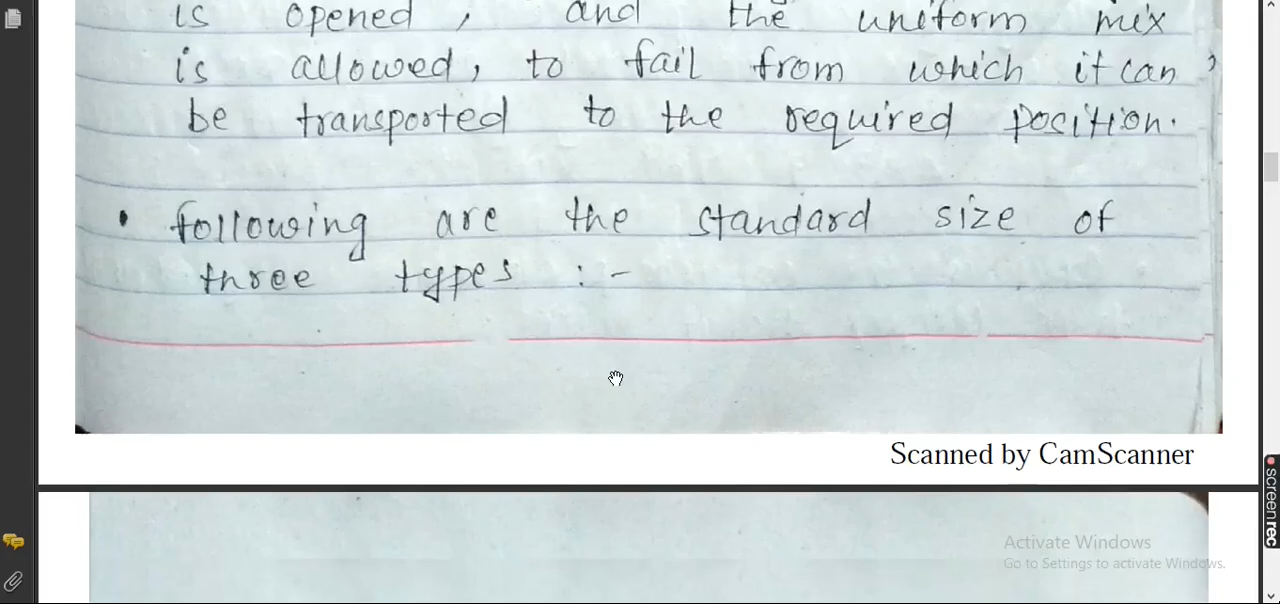 is opened, and the uniform mix
is allowed, to fail from which it can,
be transported to the required position.
• following are the standard size of
three types :-
Scanned by CamScanner
Activate Windows
Go to Settings to activate Windows.
screenrec